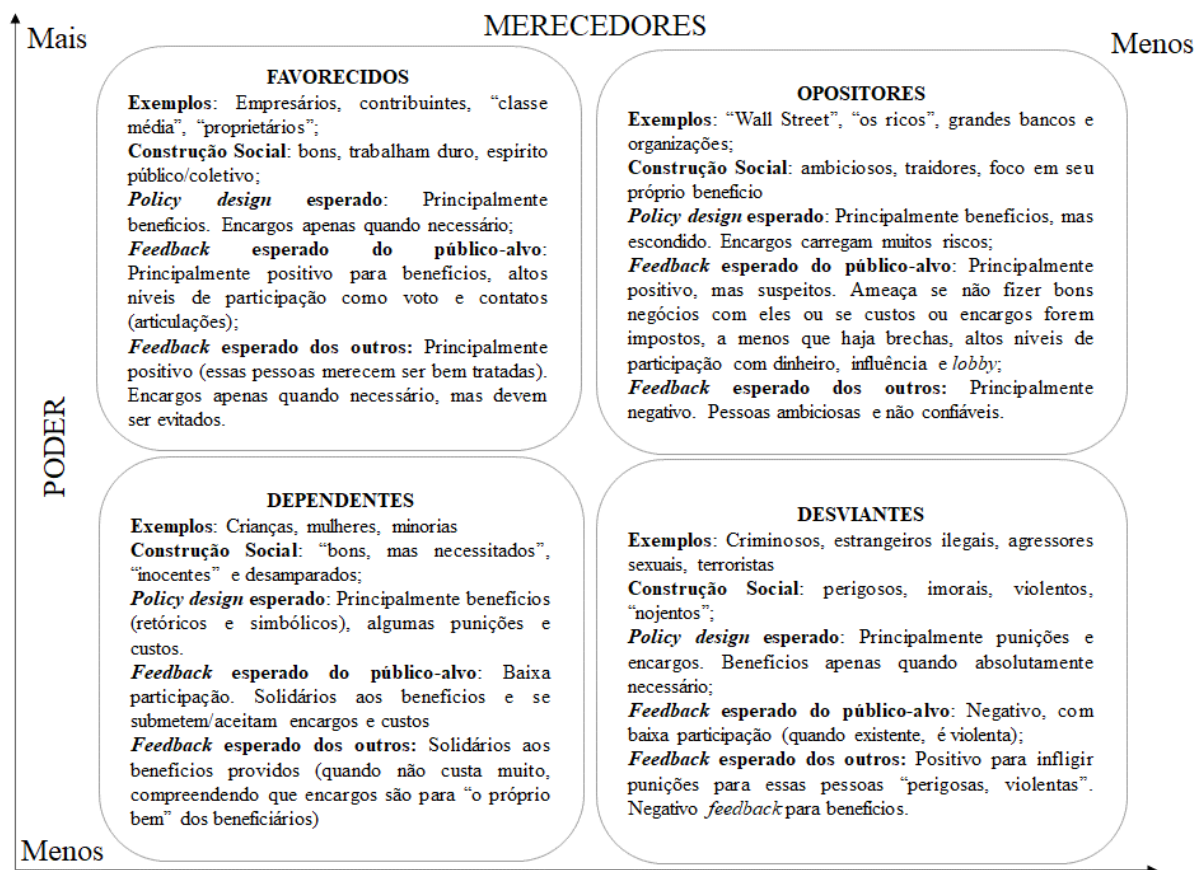 MERECEDORES
Mais
Menos
FAVORECIDOS
Exemplos: Empresários, contribuintes, “classe
média”, “proprietários”;
Construção Social: bons, trabalham duro, espírito
público/coletivo;
Policy design esperado: Principalmente
benefícios. Encargos apenas quando necessário;
Feedback esperado do público-alvo:
Principalmente positivo para benefícios, altos
níveis de participação como voto e contatos
(articulações);
Feedback esperado dos outros: Principalmente
positivo (essas pessoas merecem ser bem tratadas).
Encargos apenas quando necessário, mas devem
ser evitados.
OPOSITORES
Exemplos: “Wall Street”, “os ricos”, grandes bancos e
organizações;
Construção Social: ambiciosos, traidores, foco em seu
próprio benefício
Policy design esperado: Principalmente benefícios, mas
escondido. Encargos carregam muitos riscos;
Feedback esperado do público-alvo: Principalmente
positivo, mas suspeitos. Ameaça se não fizer bons
negócios com eles ou se custos ou encargos forem
impostos, a menos que haja brechas, altos níveis de
participação com dinheiro, influência e lobby;
Feedback esperado dos outros: Principalmente
negativo. Pessoas ambiciosas e não confiáveis.
PODER
DEPENDENTES
Exemplos: Crianças, mulheres, minorias
Construção Social: “bons, mas necessitados”,
“inocentes” e desamparados;
Policy design esperado: Principalmente benefícios
(retóricos e simbólicos), algumas punições e
custos.
Feedback esperado do público-alvo: Baixa
participação. Solidários aos benefícios e se
submetem/aceitam encargos e custos
Feedback esperado dos outros: Solidários aos
benefícios providos (quando não custa muito,
compreendendo que encargos são para “o próprio
bem” dos beneficiários)
DESVIANTES
Exemplos: Criminosos, estrangeiros ilegais, agressores
sexuais, terroristas
Construção Social: perigosos, imorais, violentos,
“nojentos”;
Policy design esperado: Principalmente punições e
encargos. Benefícios apenas quando absolutamente
necessário;
Feedback esperado do público-alvo: Negativo, com
baixa participação (quando existente, é violenta);
Feedback esperado dos outros: Positivo para infligir
punições para essas pessoas “perigosas, violentas”.
Negativo feedback para benefícios.
Menos